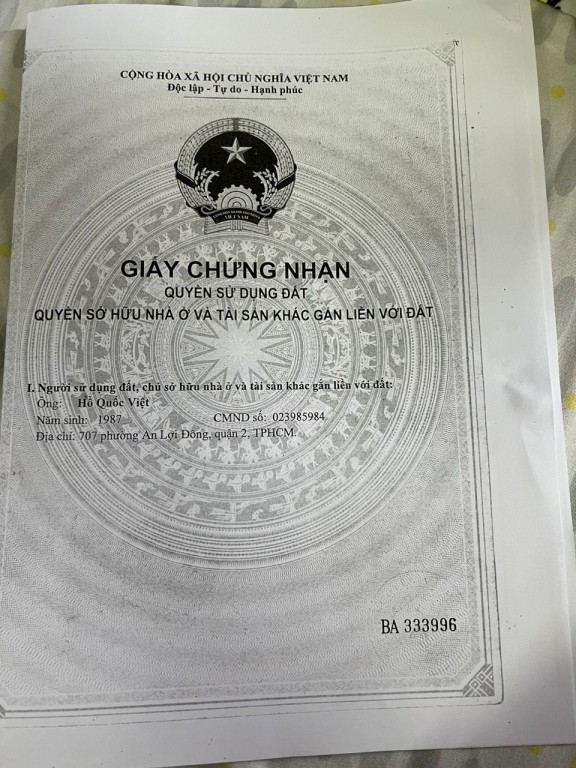 CỘNG HÒA XÃ HỘI CHỦ NGHĨA VIỆT NAM
Độc lập - Tự do - Hạnh phúc
VIỆT NAM
GIẤY CHỨNG NHẬN
QUYỀN SỬ DỤNG ĐẤT
QUYỀN SỞ HỮU NHÀ Ở VÀ TÀI SẢN KHÁC GẮN LIỀN VỚI ĐẤT
I. Người sử dụng đất, chủ sở hữu nhà ở và tài sản khác gắn liền với đất:
Ông: Hồ Quốc Việt
Năm sinh: 1987 CMND số: 023985984
Địa chỉ: 707 phường An Lợi Đông, quận 2, TPHCM.
BA 333996